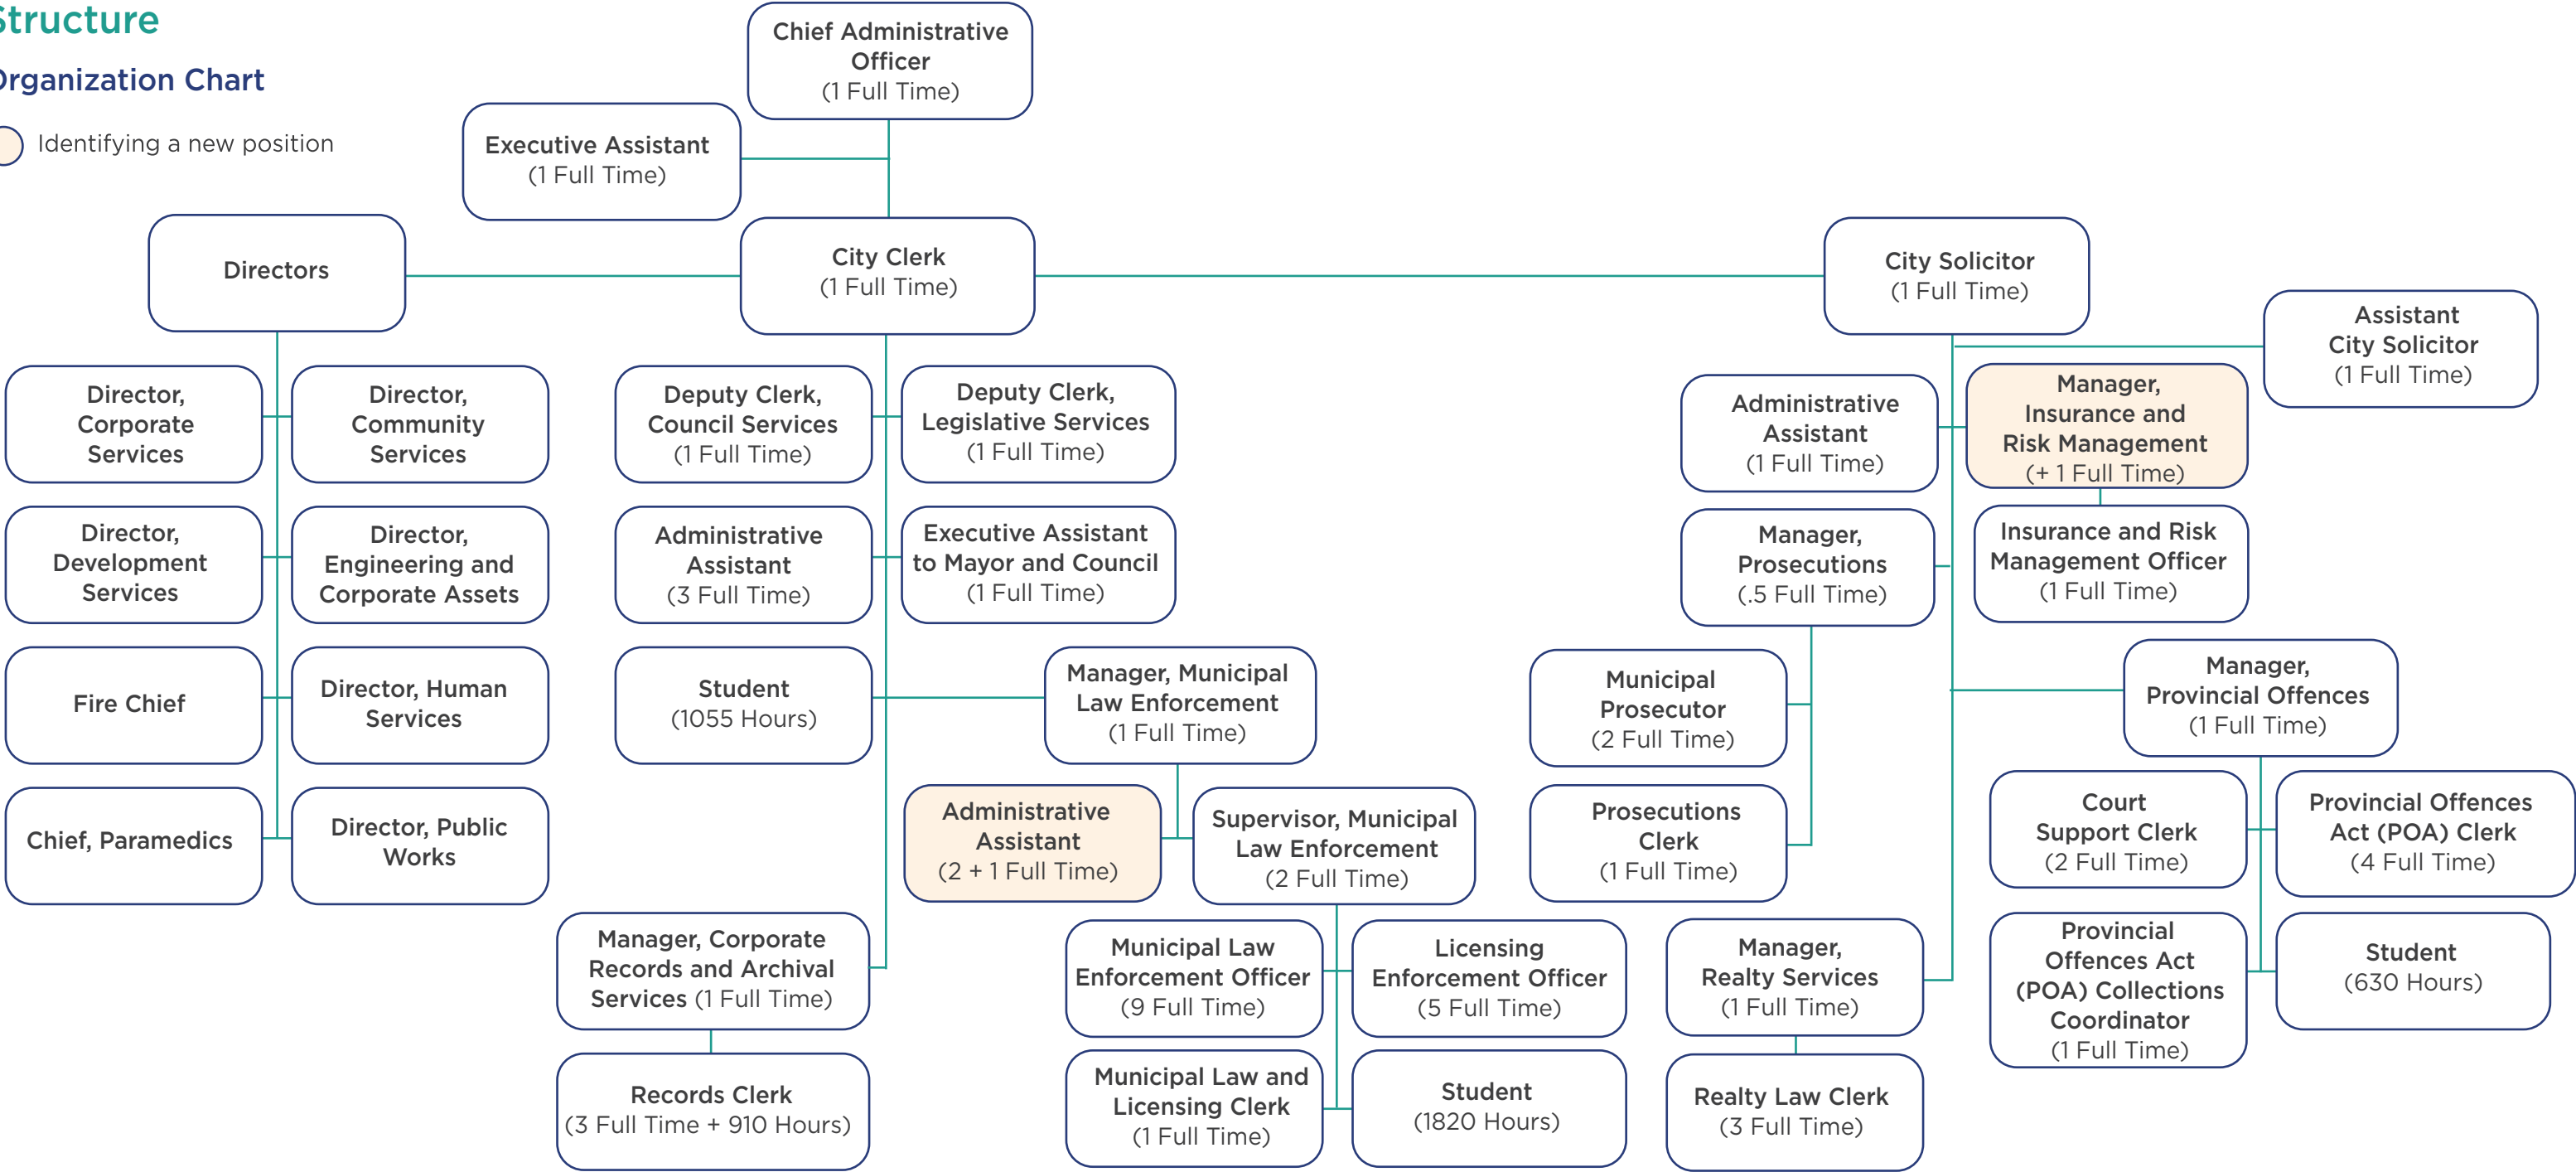 Structure
Organization Chart
Identifying a new position
Chief Administrative
Officer
(1 Full Time)
Executive Assistant
(1 Full Time)
Directors
City Clerk
(1 Full Time)
City Solicitor
(1 Full Time)
Assistant
City Solicitor
(1 Full Time)
Director,
Corporate
Services
Director,
Community
Services
Director,
Development
Services
Director,
Engineering and
Corporate Assets
Fire Chief
Director, Human
Services
Chief, Paramedics
Director, Public
Works
Deputy Clerk,
Council Services
(1 Full Time)
Deputy Clerk,
Legislative Services
(1 Full Time)
Administrative
Assistant
(3 Full Time)
Executive Assistant
to Mayor and Council
(1 Full Time)
Student
(1055 Hours)
Manager, Municipal
Law Enforcement
(1 Full Time)
Administrative
Assistant
(2 + 1 Full Time)
Supervisor, Municipal
Law Enforcement
(2 Full Time)
Manager, Corporate
Records and Archival
Services (1 Full Time)
Records Clerk
(3 Full Time + 910 Hours)
Municipal Law
Enforcement Officer
(9 Full Time)
Licensing
Enforcement Officer
(5 Full Time)
Municipal Law and
Licensing Clerk
(1 Full Time)
Student
(1820 Hours)
Administrative
Assistant
(1 Full Time)
Manager,
Insurance and
Risk Management
(+ 1 Full Time)
Manager,
Prosecutions
(.5 Full Time)
Insurance and Risk
Management Officer
(1 Full Time)
Municipal
Prosecutor
(2 Full Time)
Prosecutions
Clerk
(1 Full Time)
Manager,
Provincial Offences
(1 Full Time)
Court
Support Clerk
(2 Full Time)
Provincial Offences
Act (POA) Clerk
(4 Full Time)
Provincial
Offences Act
(POA) Collections
Coordinator
(1 Full Time)
Student
(630 Hours)
Manager,
Realty Services
(1 Full Time)
Realty Law Clerk
(3 Full Time)